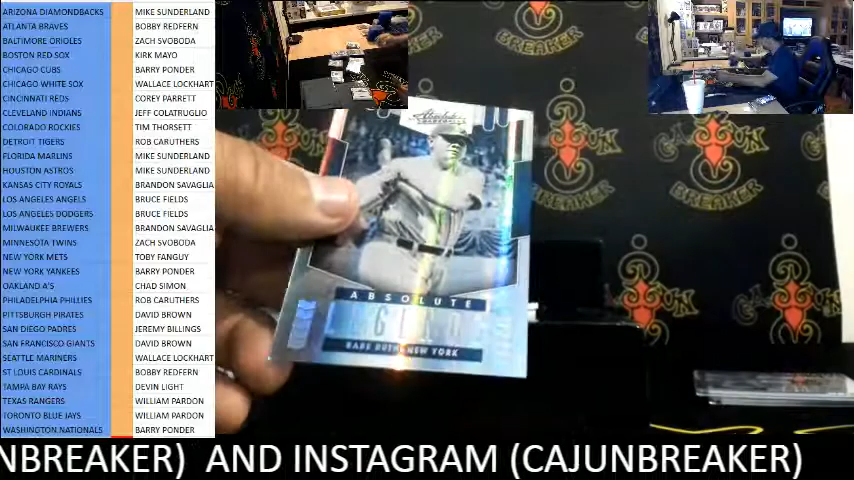 ARIZONA DIAMONDBACKS MIKE SUNDERLAND
ATLANTA BRAVES BOBBY REDFERN
BALTIMORE ORIOLES ZACH SVOBODA
BOSTON RED SOX KIRK MAYO
CHICAGO CUBS BARRY PONDER
CHICAGO WHITE SOX WALLACE LOCKHART
CINCINNATI REDS COREY PARRETT
CLEVELAND INDIANS JEFF COLATRUGLIO
COLORADO ROCKIES TIM THORSETT
DETROIT TIGERS ROB CARUTHERS
FLORIDA MARLINS MIKE SUNDERLAND
HOUSTON ASTROS MIKE SUNDERLAND
KANSAS CITY ROYALS BRANDON SAVAGLIA
LOS ANGELES ANGELS BRUCE FIELDS
LOS ANGELES DODGERS BRUCE FIELDS
MILWAUKEE BREWERS BRANDON SAVAGLIA
MINNESOTA TWINS ZACH SVOBODA
NEW YORK METS TOBY FANGUY
NEW YORK YANKEES BARRY PONDER
OAKLAND A'S CHAD SIMON
PHILADELPHIA PHILLIES ROB CARUTHERS
PITTSBURGH PIRATES DAVID BROWN
SAN DIEGO PADRES JEREMY BILLINGS
SAN FRANCISCO GIANTS DAVID BROWN
SEATTLE MARINERS WALLACE LOCKHART
ST LOUIS CARDINALS BOBBY REDFERN
TAMPA BAY RAYS DEVIN LIGHT
TEXAS RANGERS WILLIAM PARDON
TORONTO BLUE JAYS WILLIAM PARDON
WASHINGTON NATIONALS BARRY PONDER
Absolute
ABSOLUTE
BABE RUTH NEW YORK
CAJUN
BREAKER
CAJUN
BREAKER
NBREAKER) AND INSTAGRAM (CAJUNBREAKER)